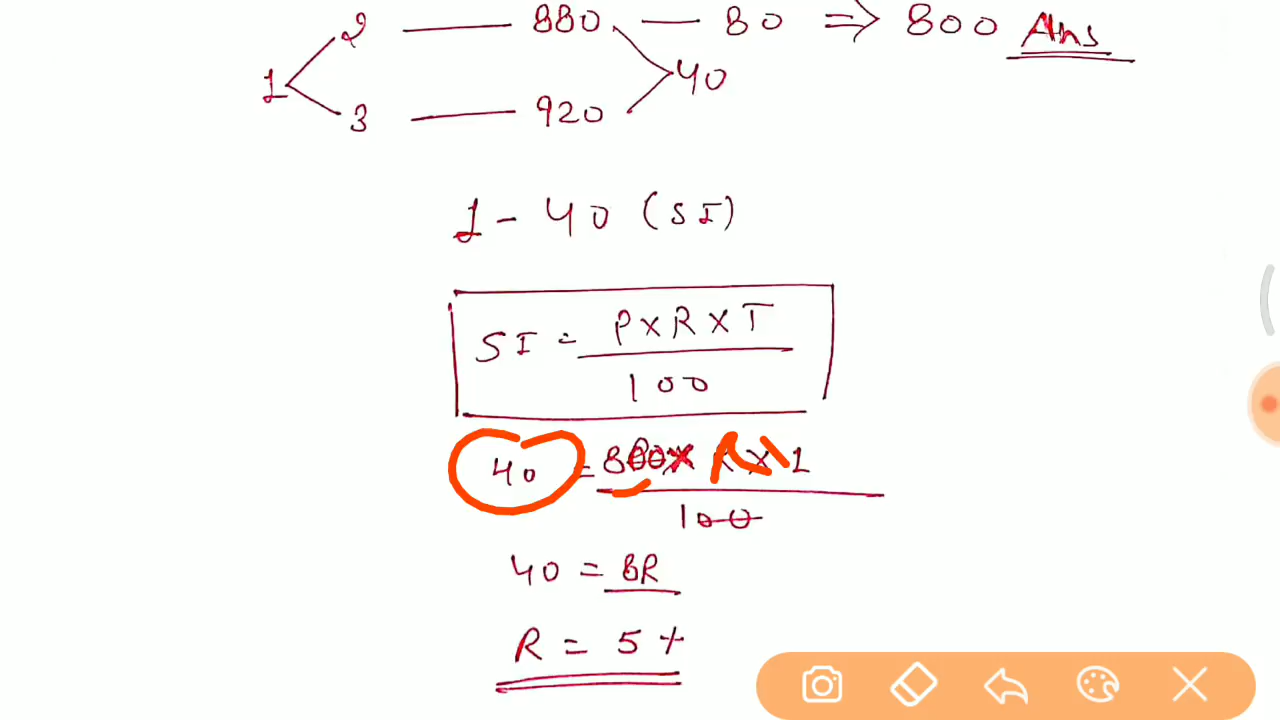 2 — 880 — 80 ⇒ 800 Ans
1 40
3 — 920
1 - 40 (SI)
SI = P×R×T
100
40 = 800× R × 1
100
40 = 8R
R = 5%